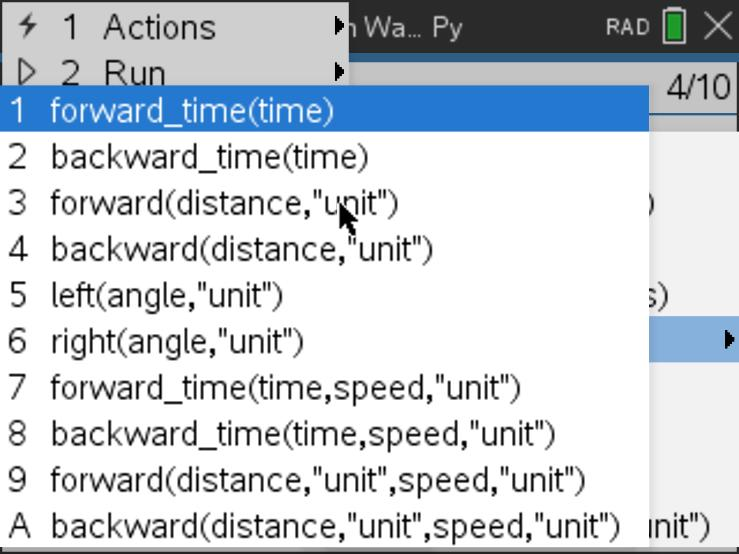 1 Actions
n Wa... Py RAD
2 Run
4/10
1 forward_time(time)
2 backward_time(time)
3 forward(distance,"unit")
)
4 backward(distance,"unit")
5 left(angle,"unit")
s)
6 right(angle,"unit")
7 forward_time(time,speed,"unit")
8 backward_time(time,speed,"unit")
9 forward(distance,"unit",speed,"unit")
A backward(distance,"unit",speed,"unit")
unit")